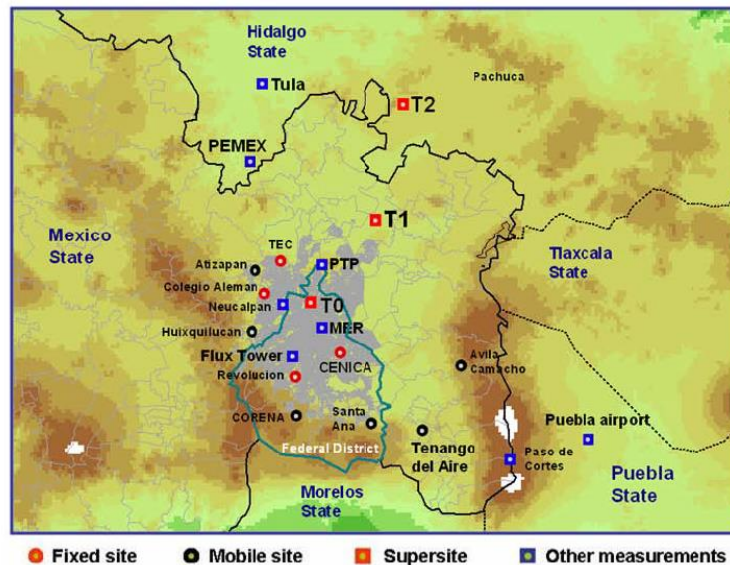 Hidalgo
State
Pachuca
Tula
T2
PEMEX
T1
Mexico
State
TEC
Atizapan
PTP
Tlaxcala
State
Colegio Aleman
Neucalpan
T0
Huixquilucan
MER
Flux Tower
CENICA
Avila
Camacho
Revolucion
CORENA
Santa
Ana
Puebla airport
Federal District
Tenango
del Aire
Paso de
Cortes
Puebla
State
Morelos
State
Fixed site
Mobile site
Supersite
Other measurements